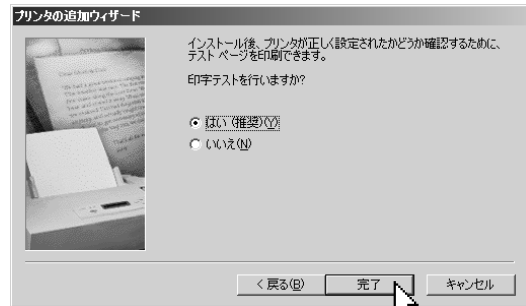 プリンタの追加ウィザード
インストール後、プリンタが正しく設定されたかどうか確認するために、
テスト ページを印刷できます。
印字テストを行いますか?
はい (推奨)(Y)
いいえ(N)
< 戻る(B)
完了
キャンセル